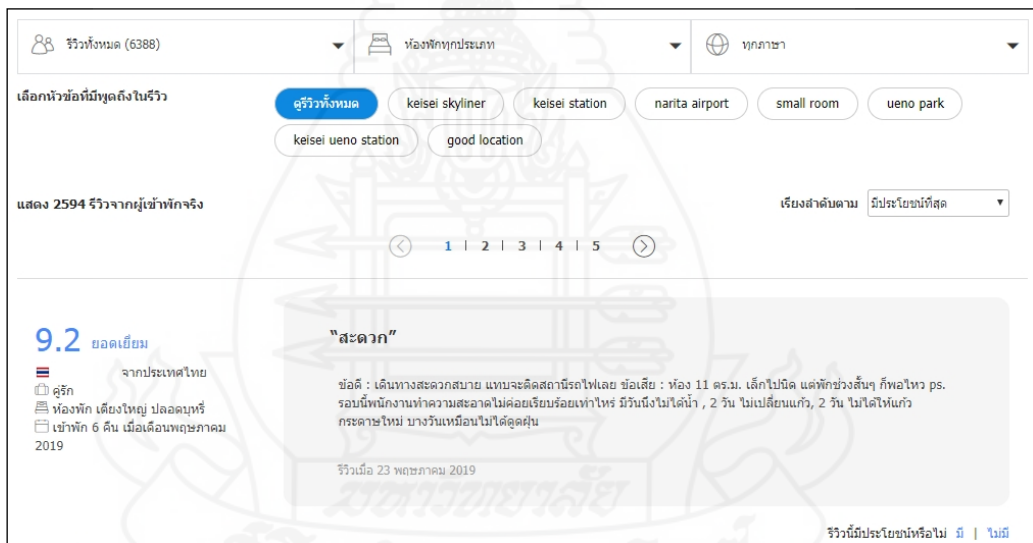 รีวิวทั้งหมด (6388) ห้องพักทุกประเภท ทุกภาษา
เลือกหัวข้อที่มีพูดถึงในรีวิว ดูรีวิวทั้งหมด keisei skyliner keisei station narita airport small room ueno park
keisei ueno station good location
แสดง 2594 รีวิวจากผู้เข้าพักจริง เรียงลำดับตาม มีประโยชน์ที่สุด
1 | 2 | 3 | 4 | 5
9.2 ยอดเยี่ยม
จากประเทศไทย
คู่รัก
ห้องพัก เตียงใหญ่ ปลอดบุหรี่
เข้าพัก 6 คืน เมื่อเดือนพฤษภาคม
2019
“สะดวก”
ข้อดี : เดินทางสะดวกสบาย แทบจะติดสถานีรถไฟเลย ข้อเสีย : ห้อง 11 ตร.ม. เล็กไปนิด แต่พักช่วงสั้นๆ ก็พอไหว ps.
รอบนี้พนักงานทำความสะอาดไม่ค่อยเรียบร้อยเท่าไหร่ มีวันนึงไม่ได้น้ำ , 2 วัน ไม่เปลี่ยนแก้ว, 2 วัน ไม่ได้ให้แก้ว
กระดาษใหม่ บางวันเหมือนไม่ได้ดูดฝุ่น
รีวิวเมื่อ 23 พฤษภาคม 2019
รีวิวนี้มีประโยชน์หรือไม่ มี | ไม่มี